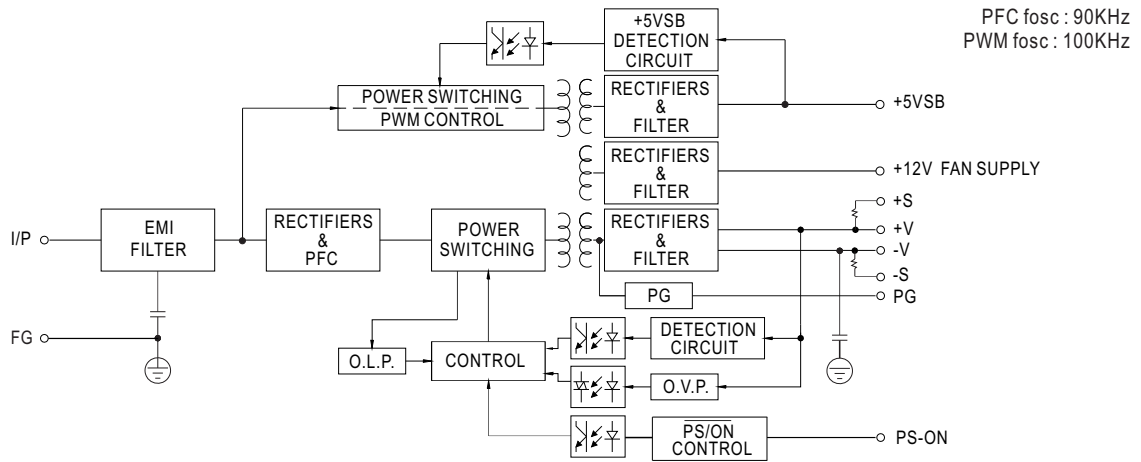 PFC fosc : 90KHz
PWM fosc : 100KHz
+5VSB
DETECTION
CIRCUIT
POWER SWITCHING
PWM CONTROL
RECTIFIERS
&
FILTER
+5VSB
RECTIFIERS
&
FILTER
+12V FAN SUPPLY
I/P
EMI
FILTER
RECTIFIERS
&
PFC
POWER
SWITCHING
RECTIFIERS
&
FILTER
+S
+V
-V
-S
PG
PG
FG
O.L.P.
CONTROL
DETECTION
CIRCUIT
O.V.P.
PS/ON
CONTROL
PS-ON